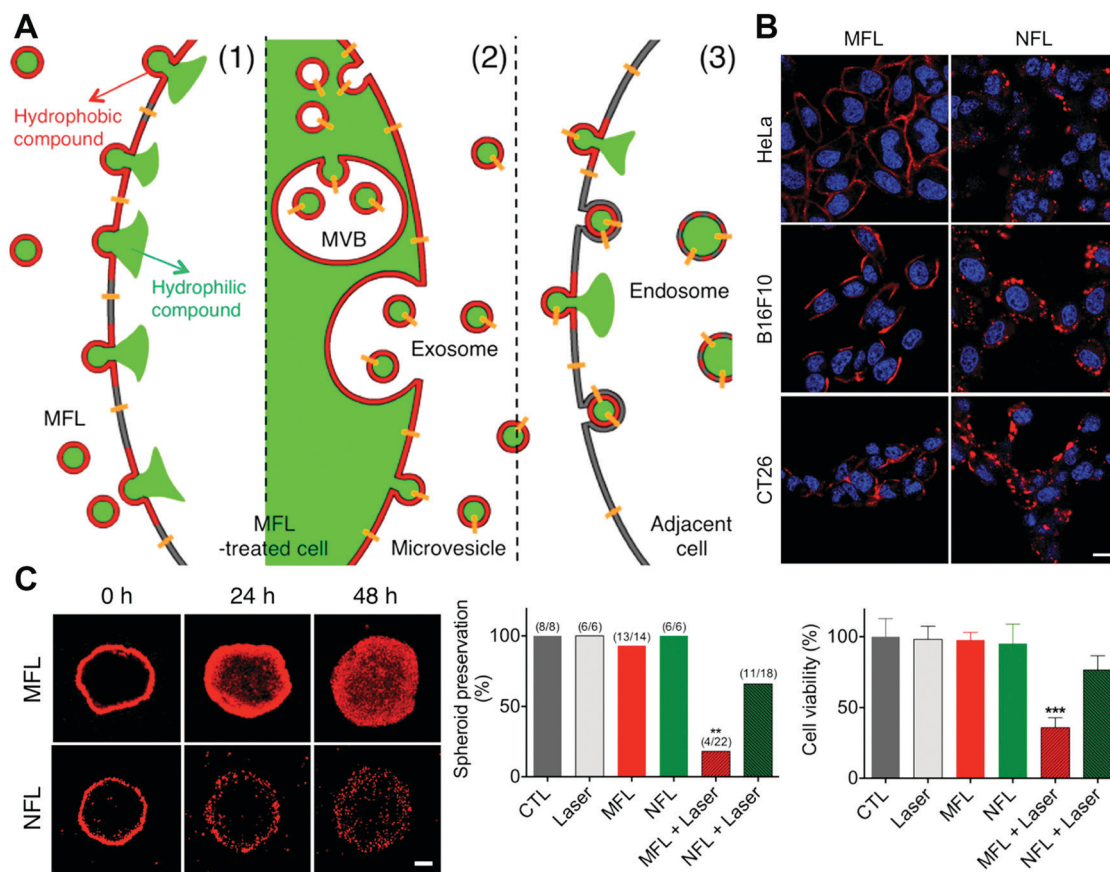 A
(1)
(2)
(3)
Hydrophobic
compound
MVB
Hydrophilic
compound
Exosome
Endosome
MFL
MFL
-treated cell
Microvesicle
Adjacent
cell
B
MFL
NFL
HeLa
B16F10
CT26
C
0 h
24 h
48 h
MFL
NFL
Spheroid preservation
(%)
100
50
0
(8/8)
(6/6)
(13/14)
(6/6)
**
(4/22)
(11/18)
CTL
Laser
MFL
NFL
MFL + Laser
NFL + Laser
Cell viability (%)
100
50
0
***
CTL
Laser
MFL
NFL
MFL + Laser
NFL + Laser